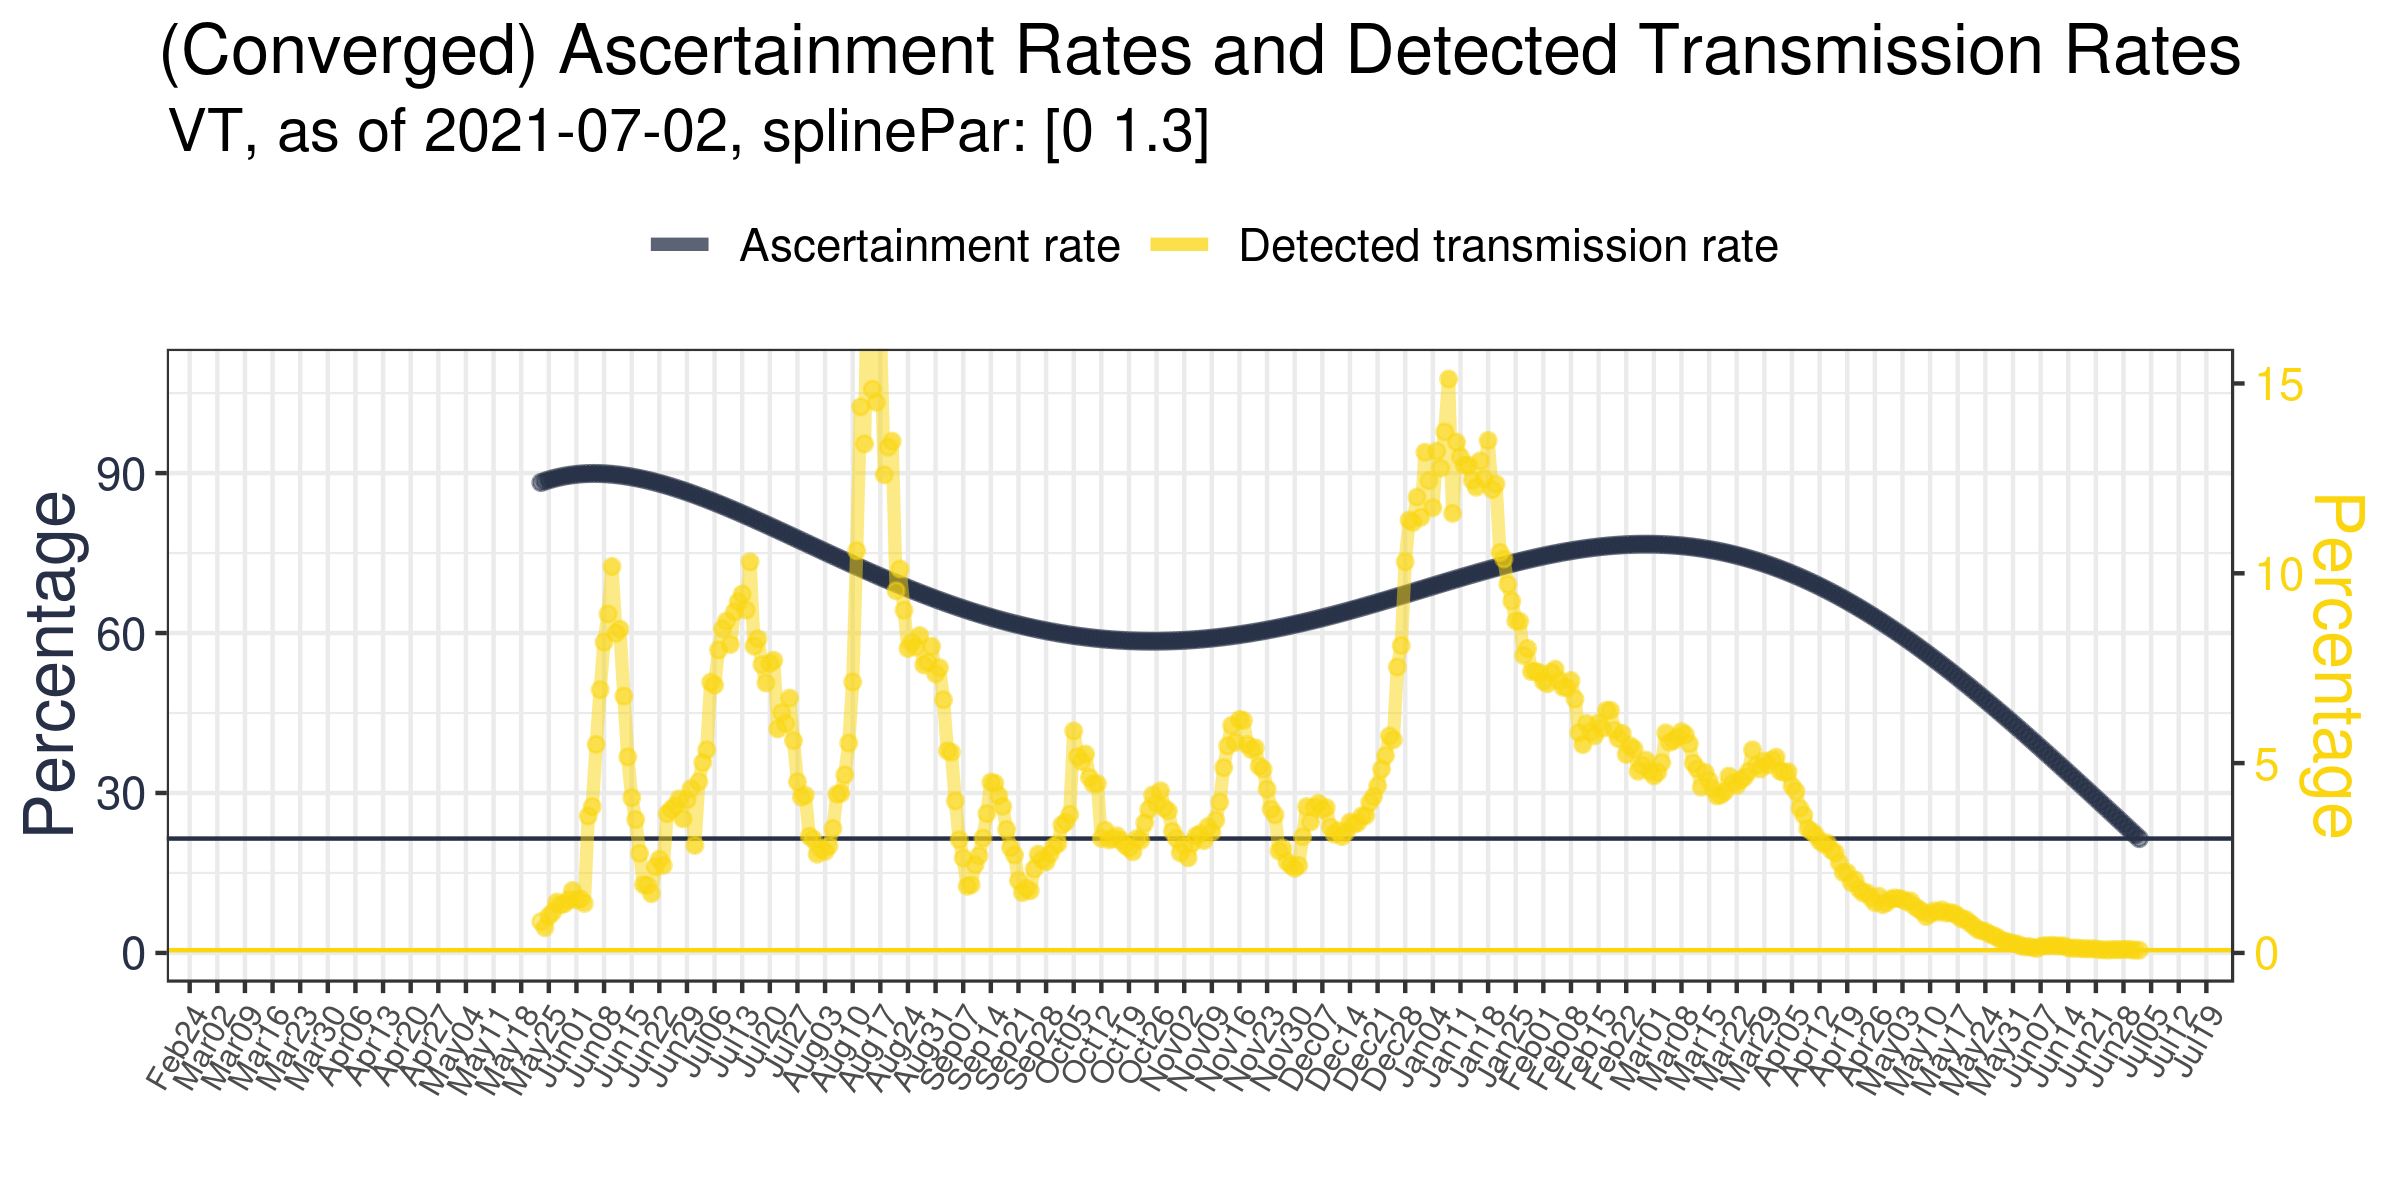 (Converged) Ascertainment Rates and Detected Transmission Rates
VT, as of 2021-07-02, splinePar: [0 1.3]
Ascertainment rate
Detected transmission rate
Percentage
90
60
30
0
15
10
5
0
Percentage
Feb24
Mar02
Mar09
Mar16
Mar23
Mar30
Apr06
Apr13
Apr20
Apr27
May04
May11
May18
May25
Jun01
Jun08
Jun15
Jun22
Jun29
Jul06
Jul13
Jul20
Jul27
Aug03
Aug10
Aug17
Aug24
Aug31
Sep07
Sep14
Sep21
Sep28
Oct05
Oct12
Oct19
Oct26
Nov02
Nov09
Nov16
Nov23
Nov30
Dec07
Dec14
Dec21
Dec28
Jan04
Jan11
Jan18
Jan25
Feb01
Feb08
Feb15
Feb22
Mar01
Mar08
Mar15
Mar22
Mar29
Apr05
Apr12
Apr19
Apr26
May03
May10
May17
May24
May31
Jun07
Jun14
Jun21
Jun28
Jul05
Jul12
Jul19